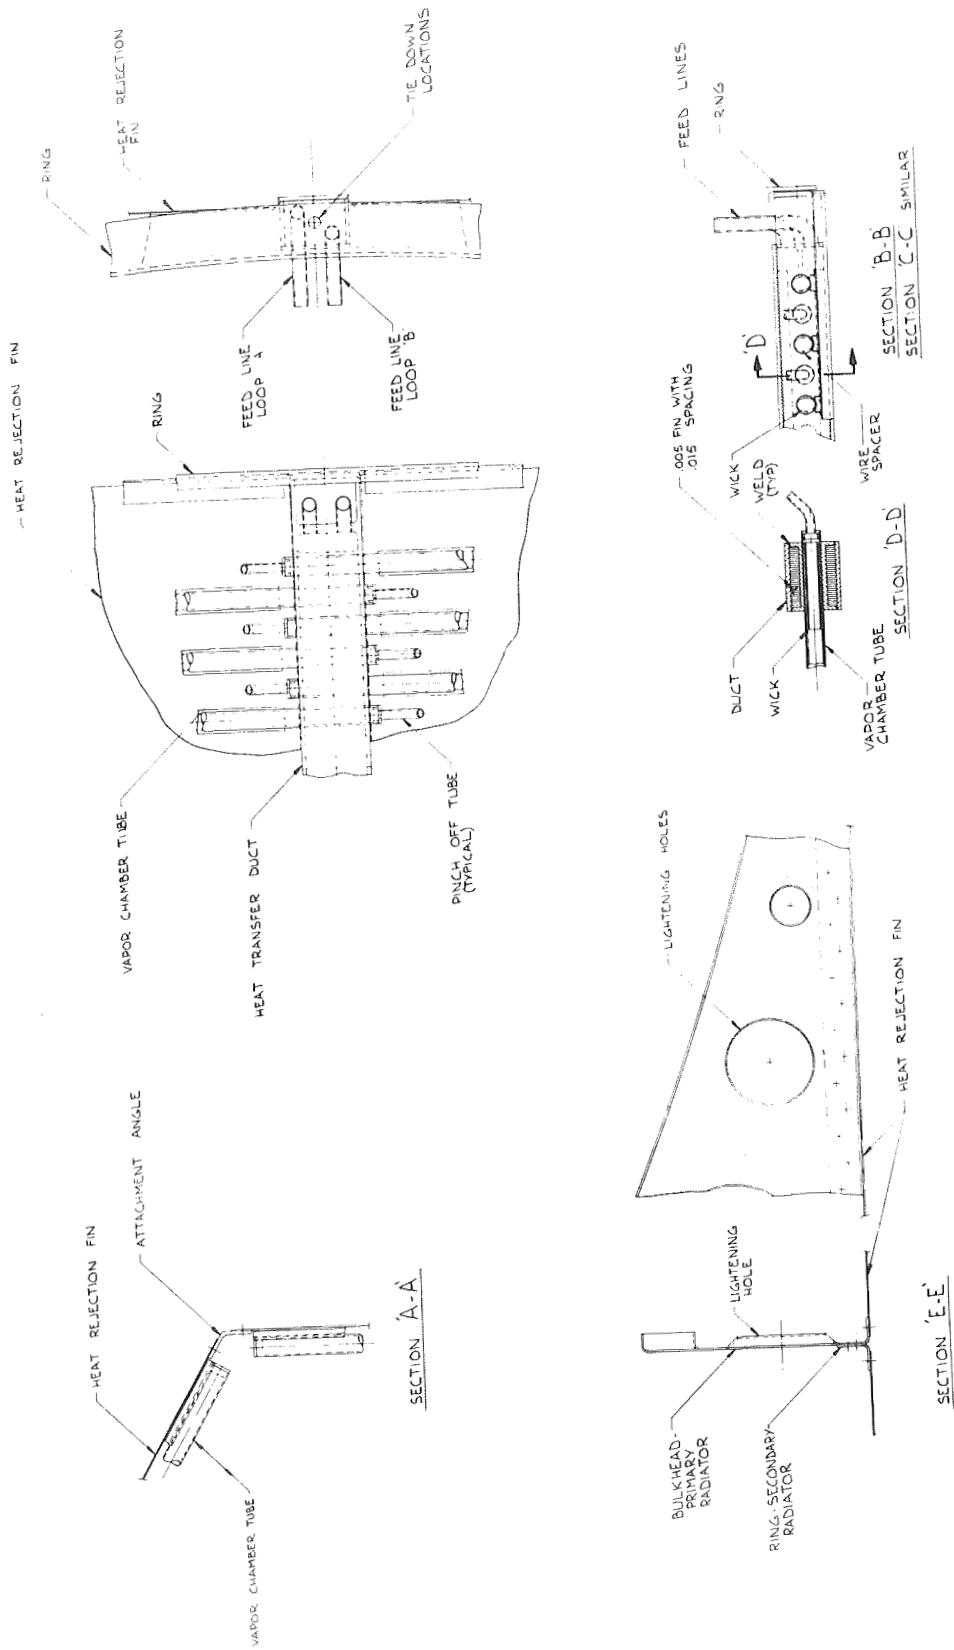 HEAT REJECTION FIN
ATTACHMENT ANGLE
VAPOR CHAMBER TUBE
SECTION 'A-A'
VAPOR CHAMBER TUBE
HEAT TRANSFER DUCT
PINCH OFF TUBE
(TYPICAL)
RING
HEAT REJECTION FIN
RING
HEAT REJECTION
FIN
FEED LINE
LOOP 'A'
FEED LINE
LOOP 'B'
TIE DOWN
LOCATIONS
BULKHEAD-
PRIMARY
RADIATOR
RING-SECONDARY
RADIATOR
LIGHTENING
HOLE
SECTION 'E-E'
LIGHTENING HOLES
HEAT REJECTION FIN
DUCT
WICK
VAPOR
CHAMBER TUBE
.005 FIN WITH
.015 SPACING
WELD
(TYP)
SECTION 'D-D'
WICK
'D'
WIRE
SPACER
FEED LINES
RING
SECTION 'B-B'
SECTION 'C-C' SIMILAR